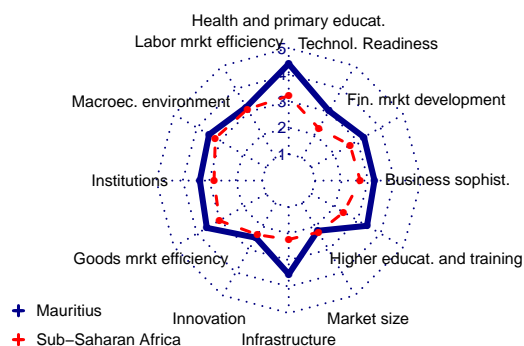 Health and primary educat.
Labor mrkt efficiency
Technol. Readiness
5
4
Macroec. environment
Fin. mrkt development
3
2
1
Institutions
Business sophist.
Goods mrkt efficiency
Higher educat. and training
Innovation
Market size
Infrastructure
Mauritius
Sub−Saharan Africa